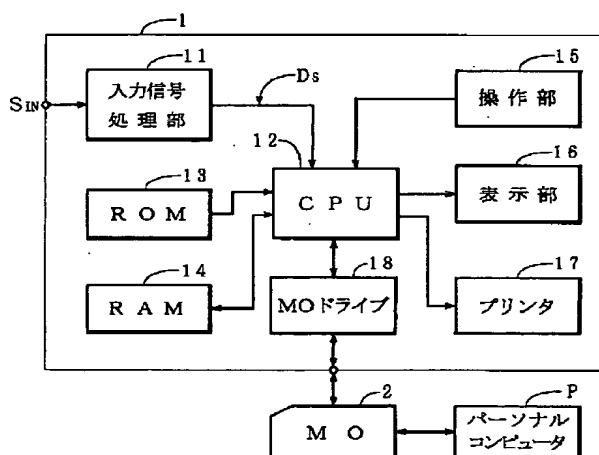 1
11
入力信号
処理部
SIN
Ds
15
操作部
12
CPU
16
表示部
13
ROM
14
RAM
18
MOドライブ
17
プリンタ
2
MO
P
パーソナル
コンピュータ